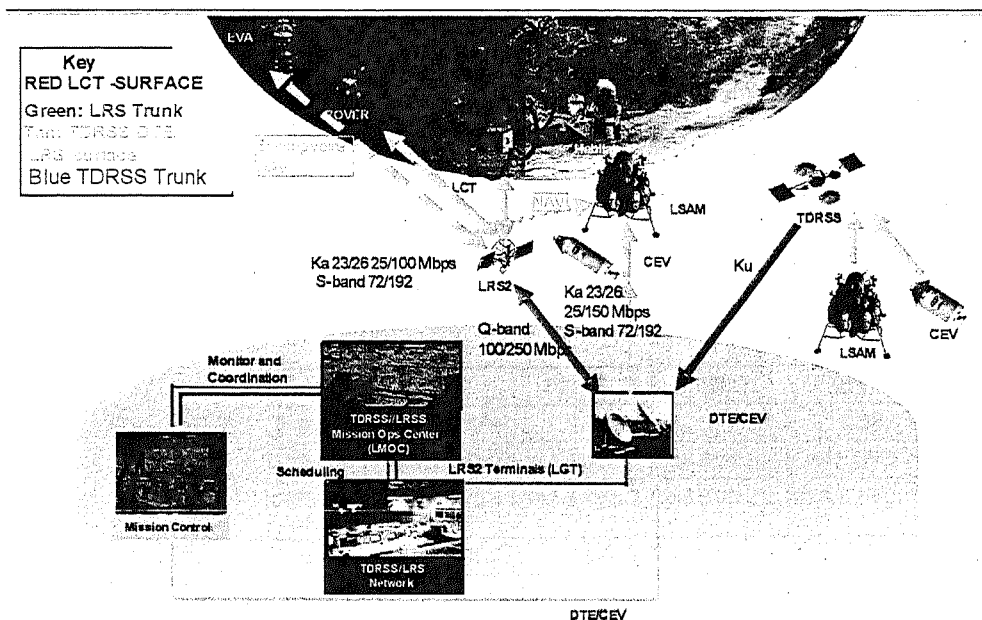 EVA
Key
RED LCT -SURFACE
Green: LRS Trunk
Blue TDRSS Trunk
ROVER
LCT
NAV
LSAM
TDRSS
CEV
LRS2
Ka 23/26 25/100 Mbps
S-band 72/192
Ka 23/26
25/150 Mbps
S-band 72/192
Q-band
100/250 Mbp
Ku
LSAM
CEV
Monitor and
Coordination
TDRSS//LRSS
Mission Ops Center
(LMOC)
DTE/CEV
Scheduling
LRS2 Terminals (LGT)
Mission Control
TDRSS/LRS
Network
DTE/CEV